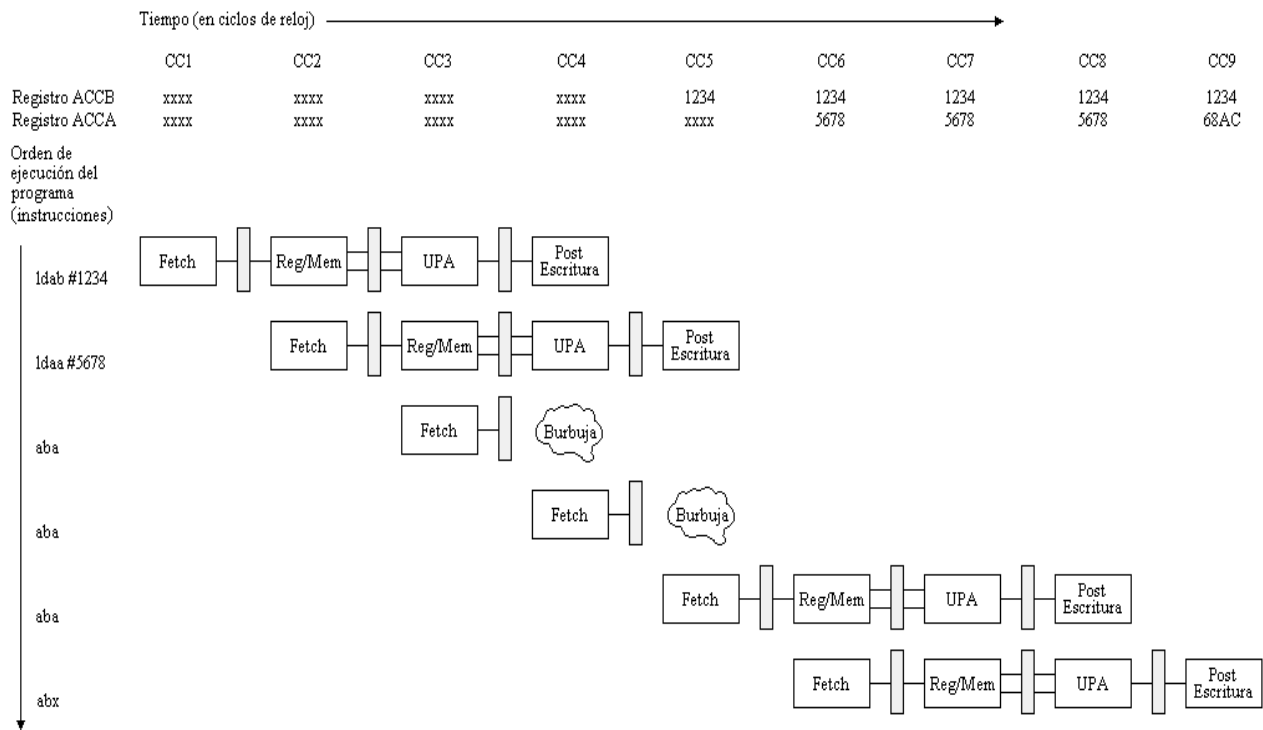 Tiempo (en ciclos de reloj)
CC1 CC2 CC3 CC4 CC5 CC6 CC7 CC8 CC9
Registro ACCB xxxx xxxx xxxx xxxx 1234 1234 1234 1234 1234
Registro ACCA xxxx xxxx xxxx xxxx xxxx 5678 5678 5678 68AC
Orden de
ejecución del
programa
(instrucciones)
ldab #1234
Fetch Reg/Mem UPA Post
Escritura
ldaa #5678
Fetch Reg/Mem UPA Post
Escritura
aba
Fetch Burbuja
aba
Fetch Burbuja
aba
Fetch Reg/Mem UPA Post
Escritura
abx
Fetch Reg/Mem UPA Post
Escritura